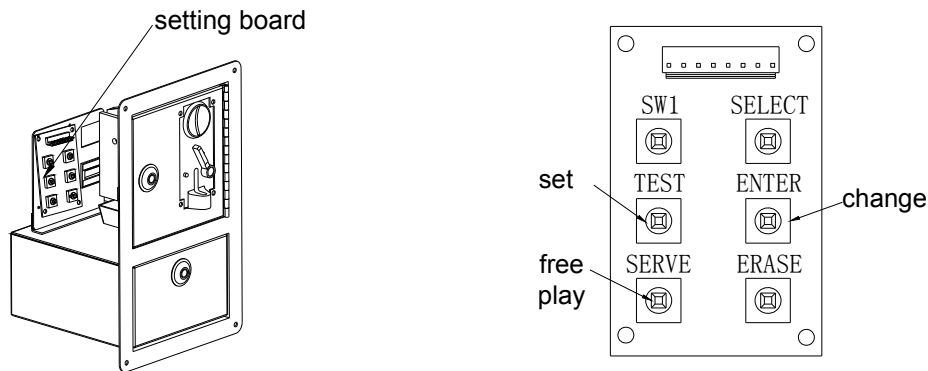 setting board
SW1 SELECT
set
TEST ENTER
change
free
play
SERVE ERASE